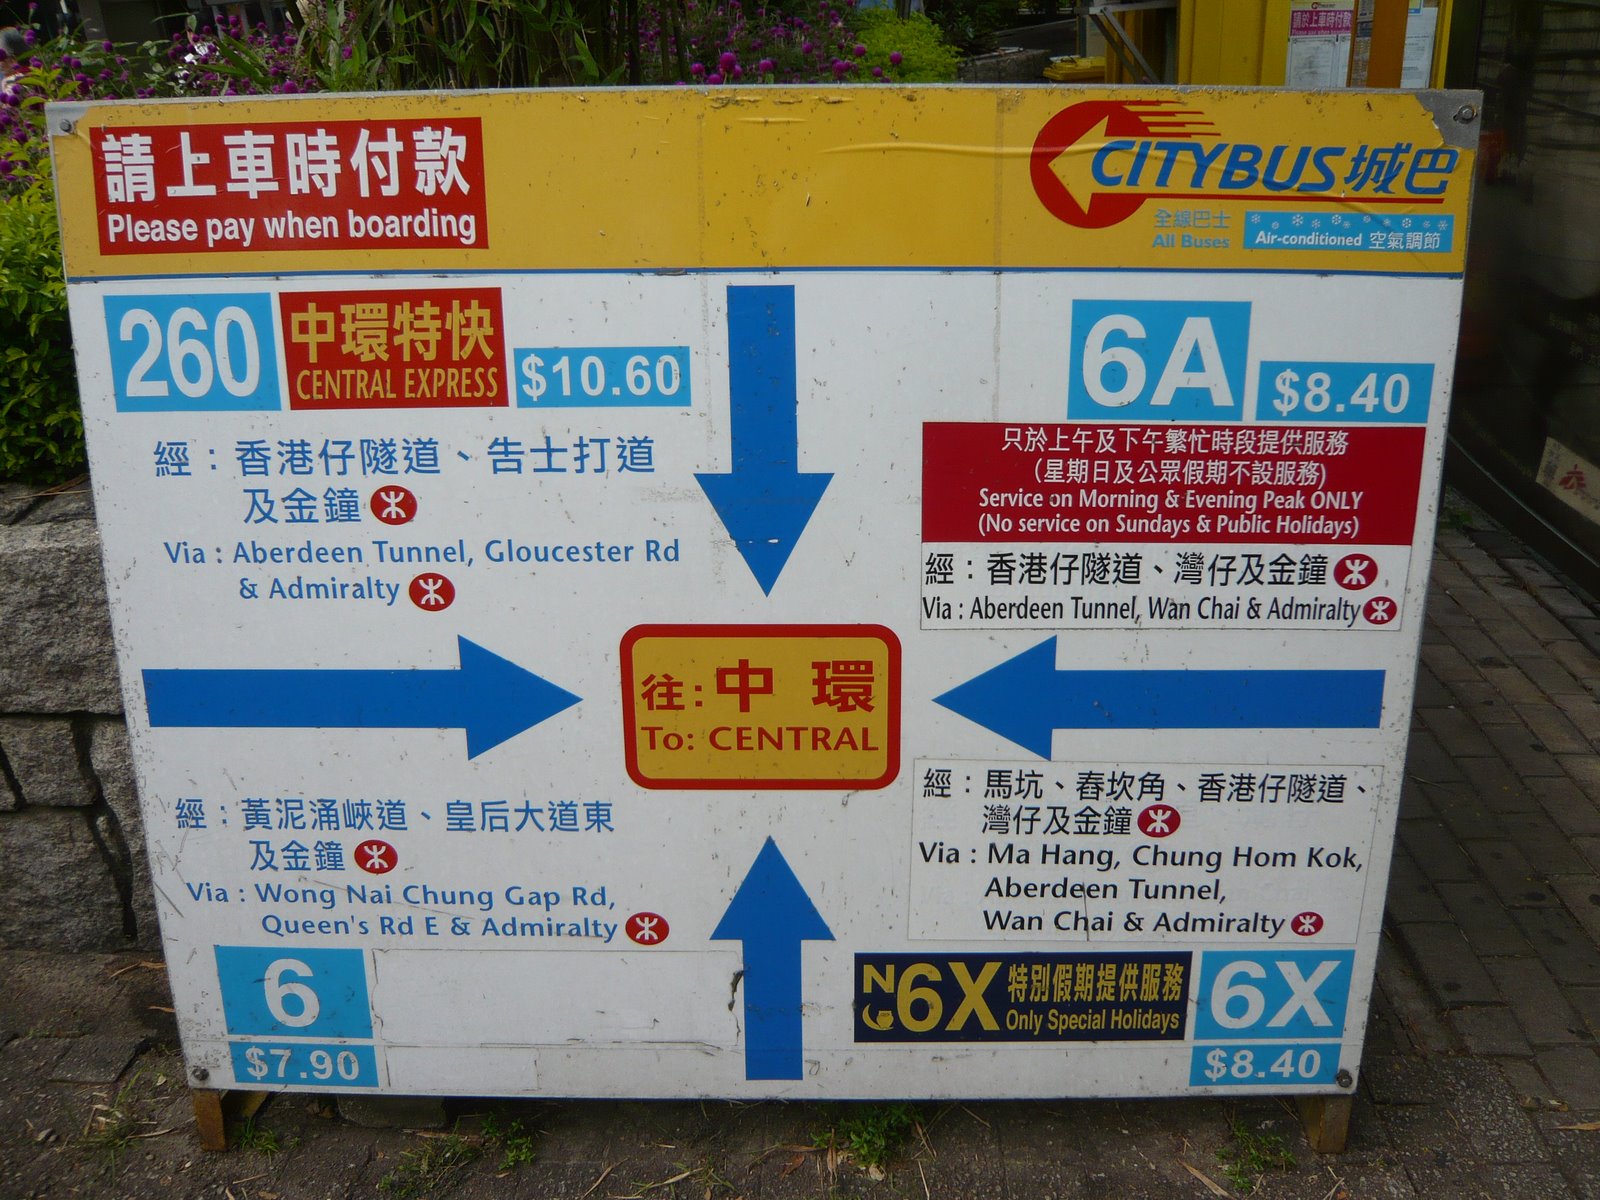 請上車時付款
Please pay when boarding
CITYBUS城巴
全線巴士
All Buses
Air-conditioned 空氣調節
260
中環特快
CENTRAL EXPRESS
$10.60
經：香港仔隧道、告士打道
及金鐘
Via : Aberdeen Tunnel, Gloucester Rd
& Admiralty
6A
$8.40
只於上午及下午繁忙時段提供服務
(星期日及公眾假期不設服務)
Service on Morning & Evening Peak ONLY
(No service on Sundays & Public Holidays)
經：香港仔隧道、灣仔及金鐘
Via : Aberdeen Tunnel, Wan Chai & Admiralty
往：中環
To: CENTRAL
經：黃泥涌峽道、皇后大道東
及金鐘
Via : Wong Nai Chung Gap Rd,
Queen's Rd E & Admiralty
6
$7.90
經：馬坑、舂坎角、香港仔隧道、
灣仔及金鐘
Via : Ma Hang, Chung Hom Kok,
Aberdeen Tunnel,
Wan Chai & Admiralty
N6X
特別假期提供服務
Only Special Holidays
6X
$8.40
請於上車時付款